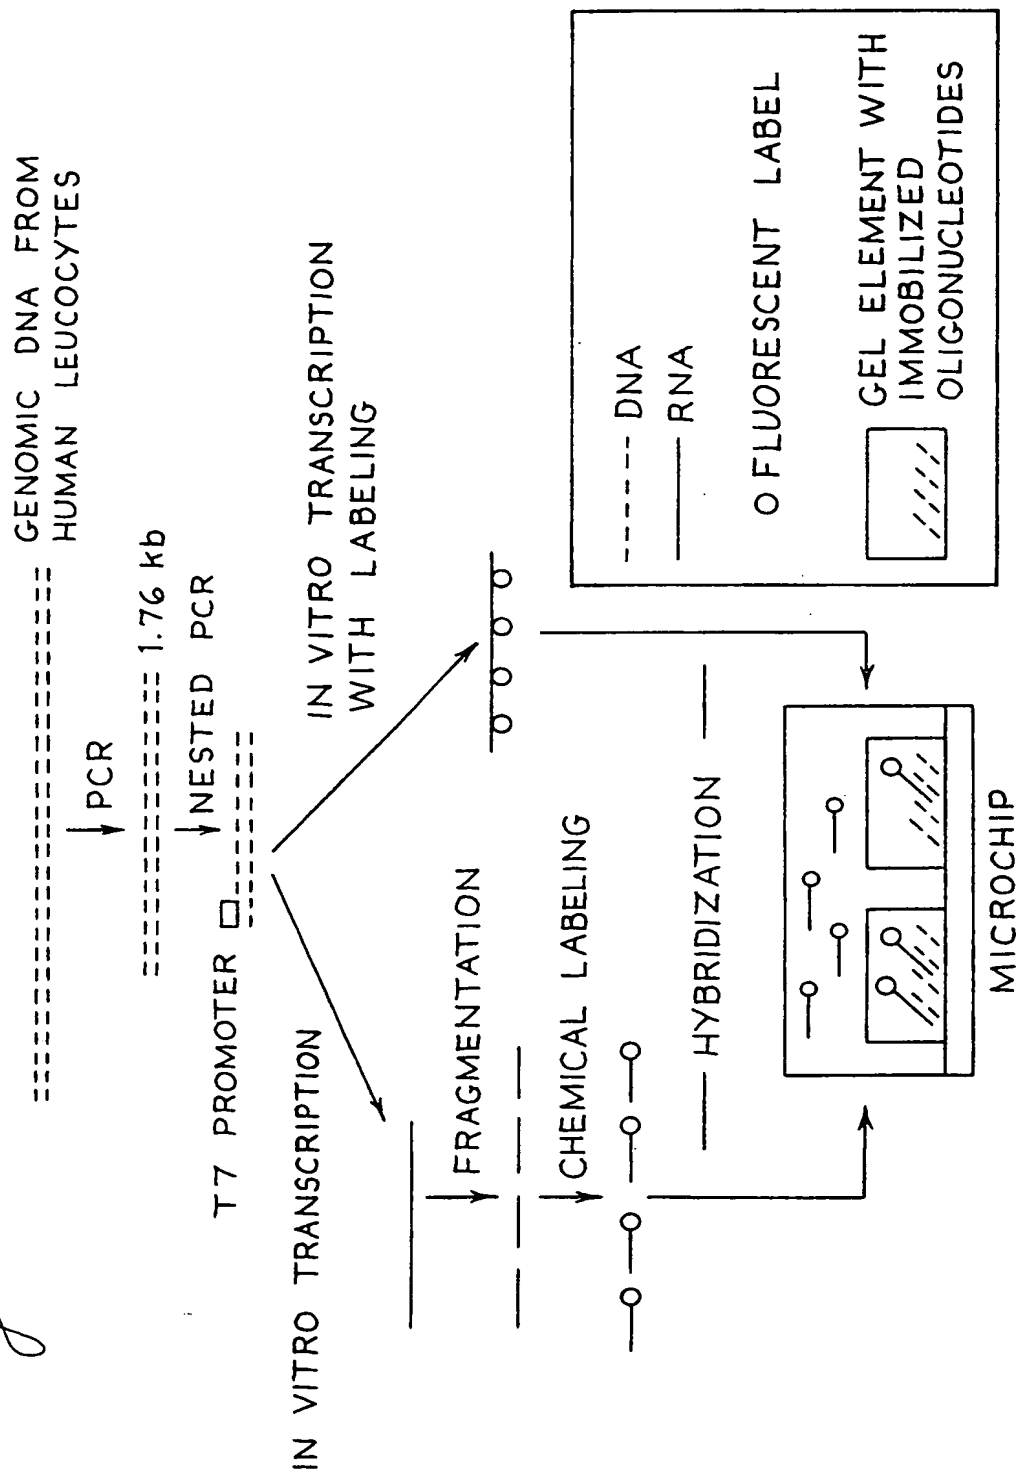 GENOMIC DNA FROM
HUMAN LEUCOCYTES
PCR
1.76 kb
NESTED PCR
T7 PROMOTER
IN VITRO TRANSCRIPTION
IN VITRO TRANSCRIPTION
WITH LABELING
FRAGMENTATION
CHEMICAL LABELING
HYBRIDIZATION
MICROCHIP
DNA
RNA
FLUORESCENT LABEL
GEL ELEMENT WITH
IMMOBILIZED
OLIGONUCLEOTIDES